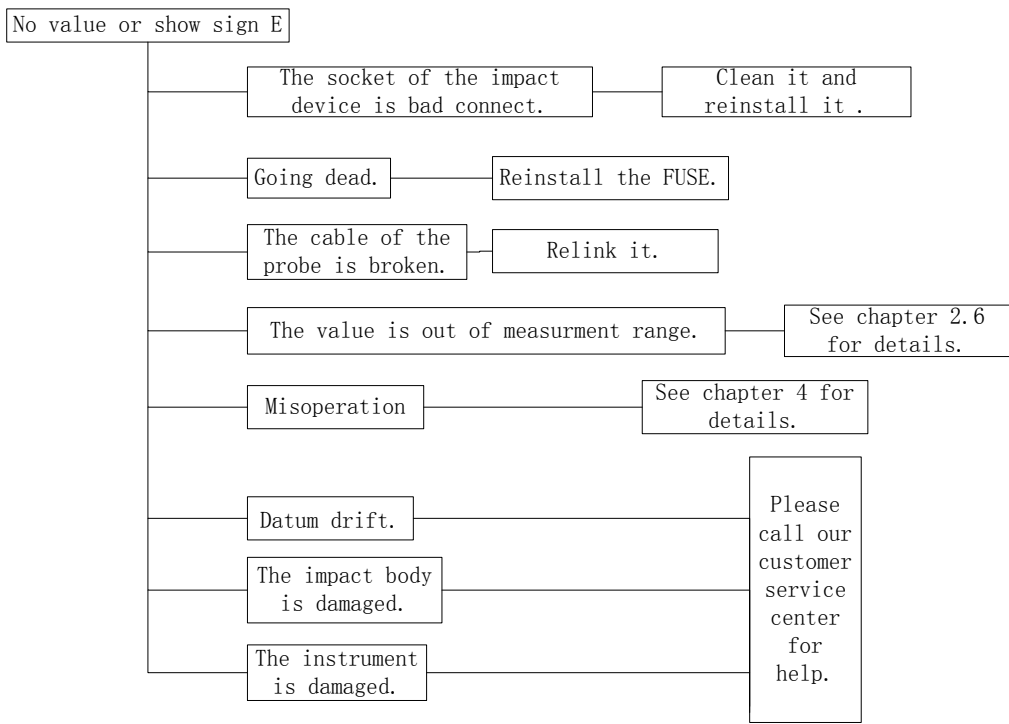 No value or show sign E
The socket of the impact
device is bad connect.
Clean it and
reinstall it .
Going dead.
Reinstall the FUSE.
The cable of the
probe is broken.
Relink it.
The value is out of measurment range.
See chapter 2.6
for details.
Misoperation
See chapter 4 for
details.
Datum drift.
The impact body
is damaged.
The instrument
is damaged.
Please
call our
customer
service
center
for
help.